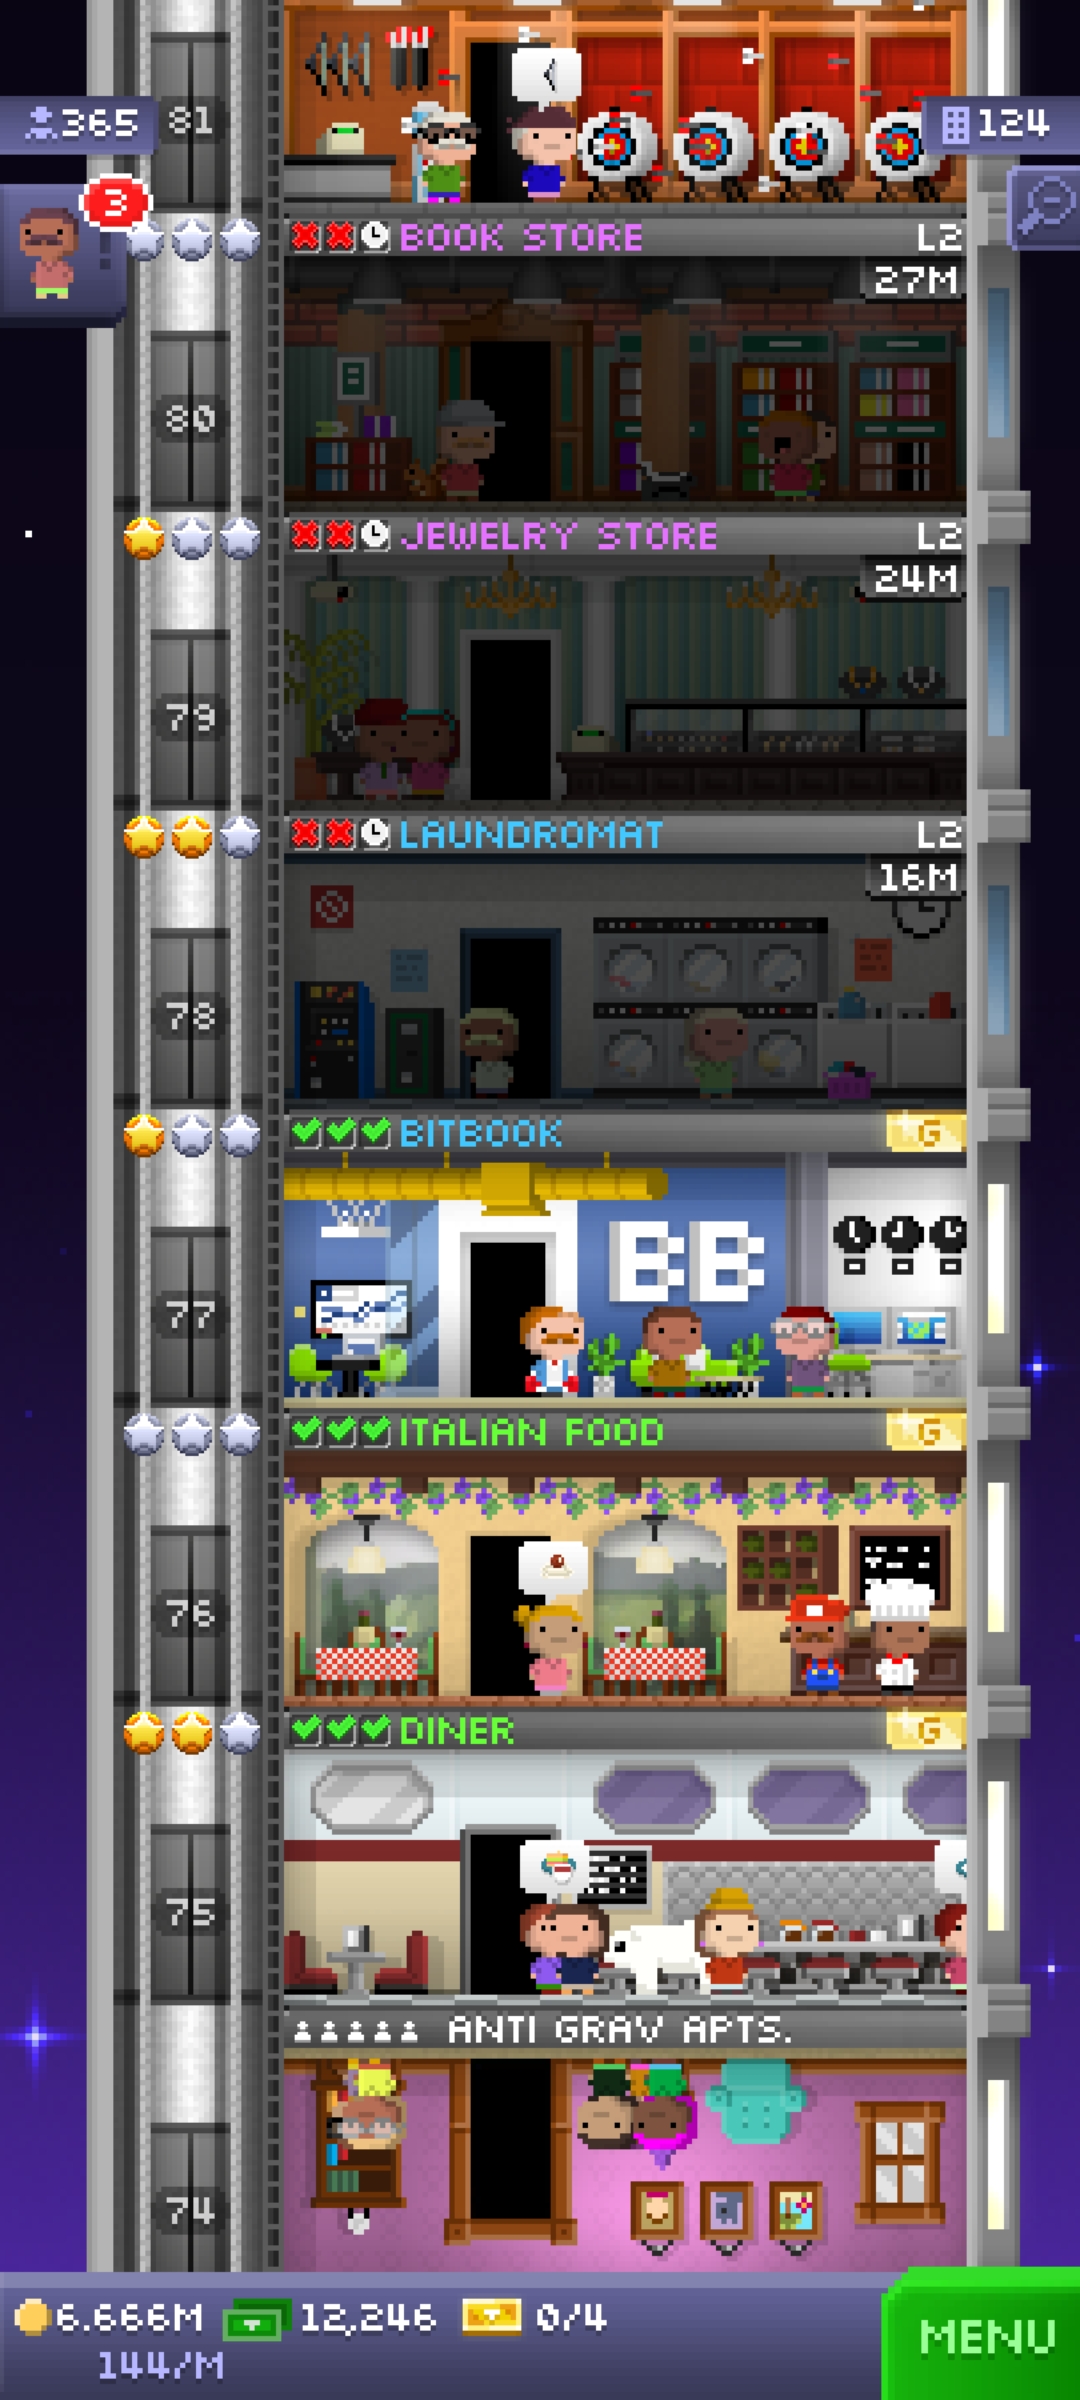 81
365
124
3
BOOK STORE L2
27M
80
JEWELRY STORE L2
24M
79
LAUNDROMAT L2
16M
78
BITBOOK G
BB
77
ITALIAN FOOD G
76
DINER G
75
ANTI GRAV APTS.
74
6.666M 12,246 0/4
144/M
MENU